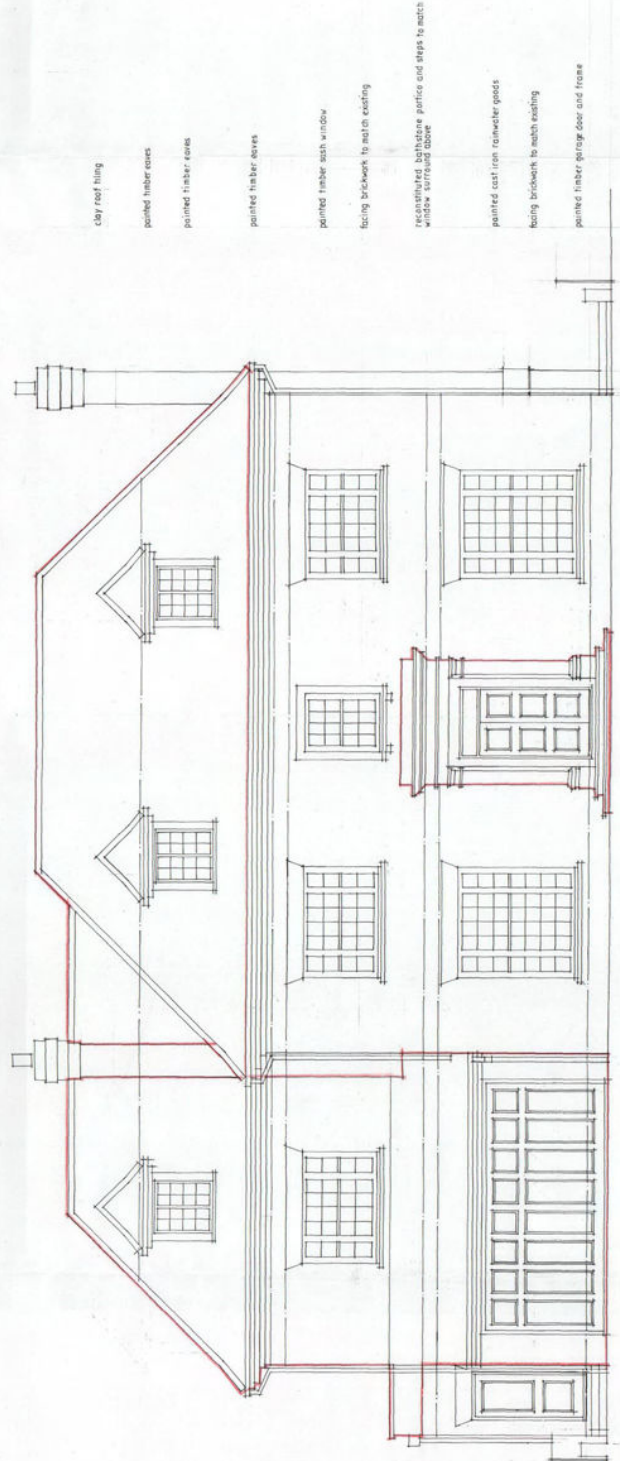 clay roof tiling
painted timber eaves
painted timber eaves
painted timber eaves
painted timber sash window
facing brickwork to match existing
reconstituted bathstone portico and steps to match
window surround above
painted cast iron rainwater goods
facing brickwork to match existing
painted timber garage door and frame